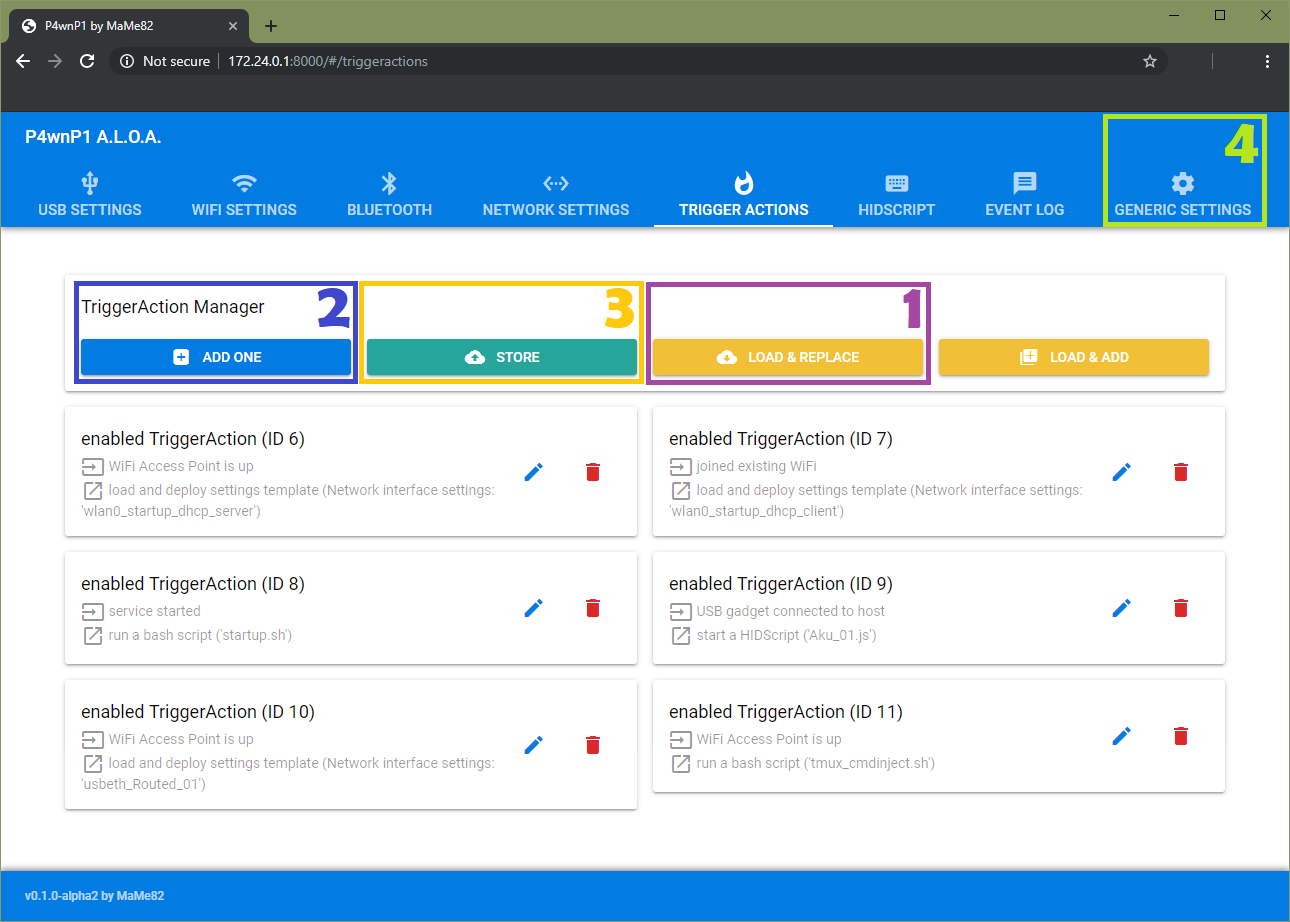 P4wnP1 by MaMe82
Not secure
172.24.0.1:8000/#/triggeractions
P4wnP1 A.L.O.A.
4
USB SETTINGS
WIFI SETTINGS
BLUETOOTH
NETWORK SETTINGS
TRIGGER ACTIONS
HIDSCRIPT
EVENT LOG
GENERIC SETTINGS
TriggerAction Manager
2
3
1
ADD ONE
STORE
LOAD & REPLACE
LOAD & ADD
enabled TriggerAction (ID 6)
WiFi Access Point is up
load and deploy settings template (Network interface settings:
'wlan0_startup_dhcp_server')
enabled TriggerAction (ID 7)
joined existing WiFi
load and deploy settings template (Network interface settings:
'wlan0_startup_dhcp_client')
enabled TriggerAction (ID 8)
service started
run a bash script ('startup.sh')
enabled TriggerAction (ID 9)
USB gadget connected to host
start a HIDScript ('Aku_01.js')
enabled TriggerAction (ID 10)
WiFi Access Point is up
load and deploy settings template (Network interface settings:
'usbeth_Routed_01')
enabled TriggerAction (ID 11)
WiFi Access Point is up
run a bash script ('tmux_cmdinject.sh')
v0.1.0-alpha2 by MaMe82